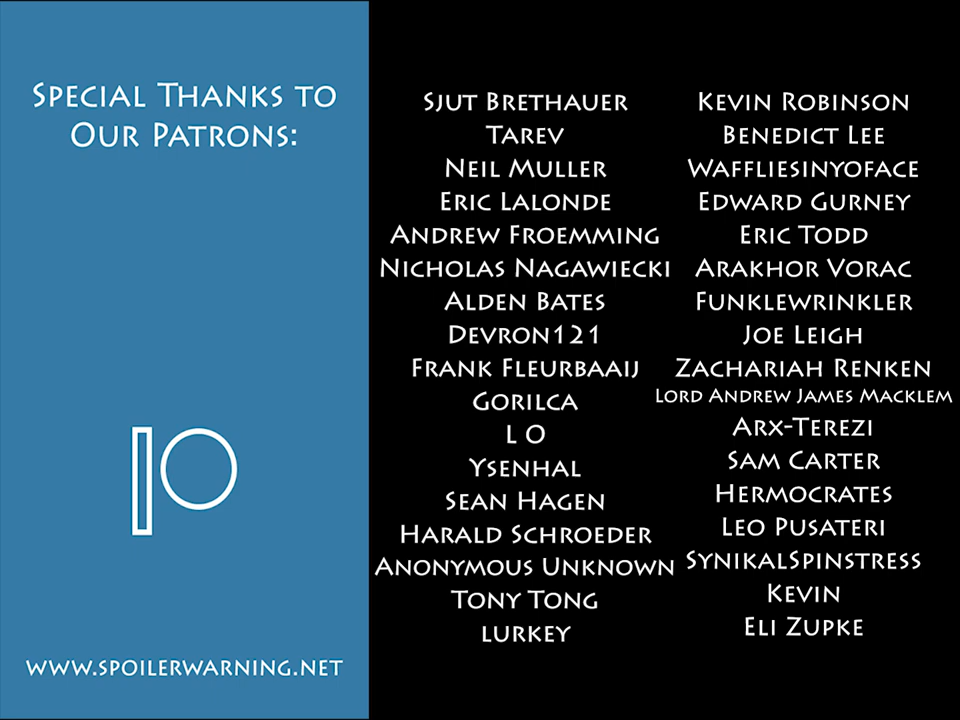 Special Thanks to
Our Patrons:
www.spoilerwarning.net
Sjut Brethauer
Tarev
Neil Muller
Eric Lalonde
Andrew Froemming
Nicholas Nagawiecki
Alden Bates
Devron121
Frank Fleurbaaij
Gorilca
L O
Ysenhal
Sean Hagen
Harald Schroeder
Anonymous Unknown
Tony Tong
lurkey
Kevin Robinson
Benedict Lee
Waffliesinyoface
Edward Gurney
Eric Todd
Arakhor Vorac
Funklewrinkler
Joe Leigh
Zachariah Renken
Lord Andrew James Macklem
Arx-Terezi
Sam Carter
Hermocrates
Leo Pusateri
SynikalSpinstress
Kevin
Eli Zupke